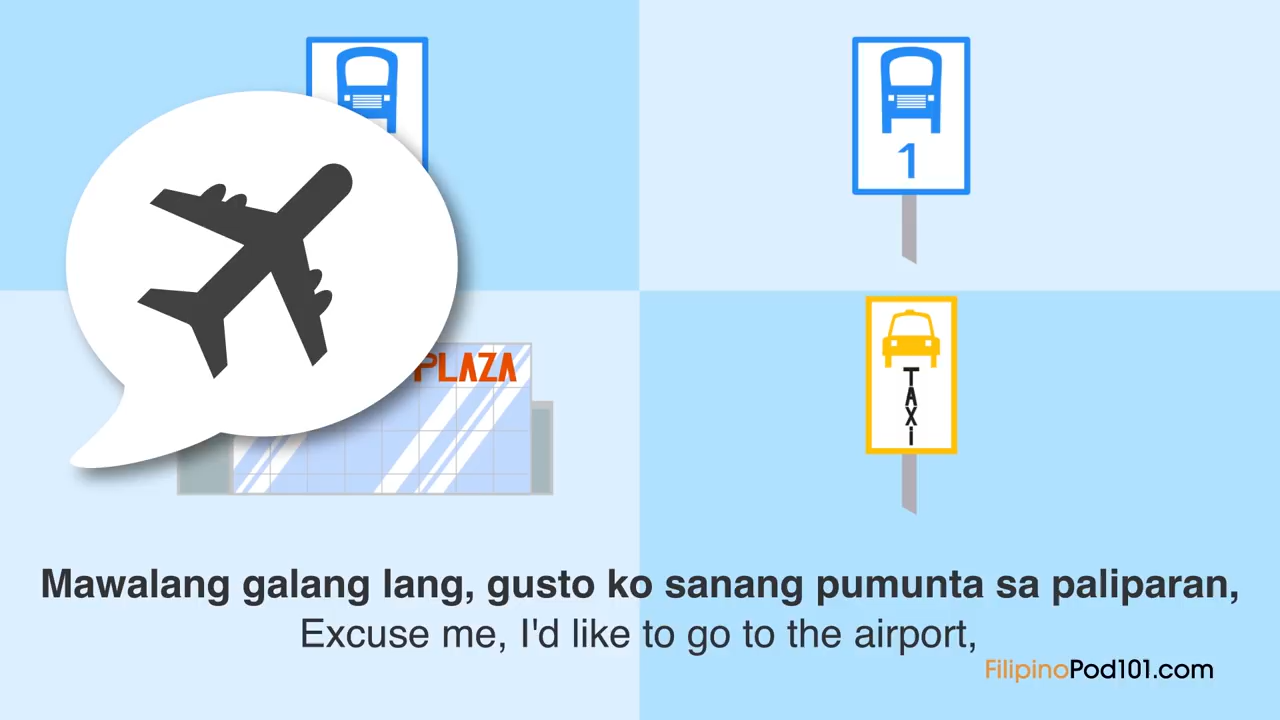 1
PLAZA
TAXi
Mawalang galang lang, gusto ko sanang pumunta sa paliparan,
Excuse me, I'd like to go to the airport,
FilipinoPod101.com